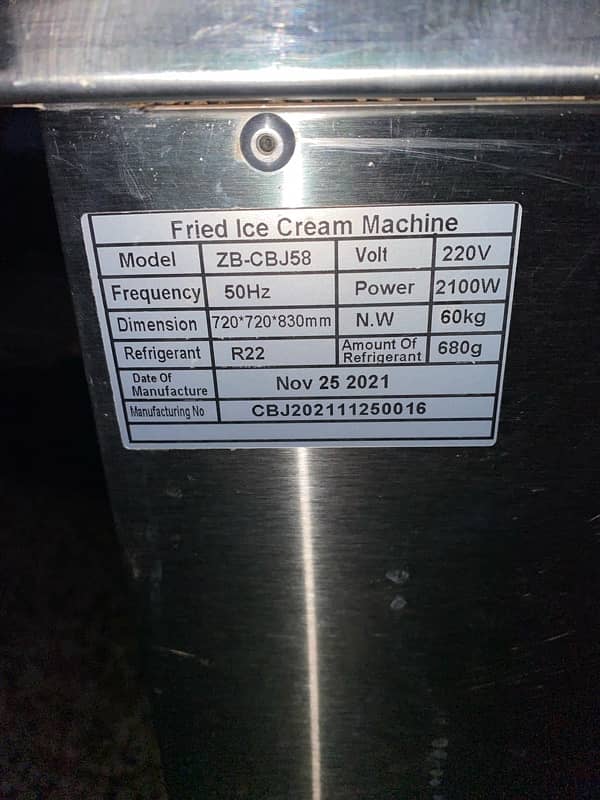 Fried Ice Cream Machine
Model ZB-CBJ58 Volt 220V
Frequency 50Hz Power 2100W
Dimension 720*720*830mm N.W 60kg
Refrigerant R22 Amount Of Refrigerant 680g
Date Of Manufacture Nov 25 2021
Manufacturing No CBJ202111250016